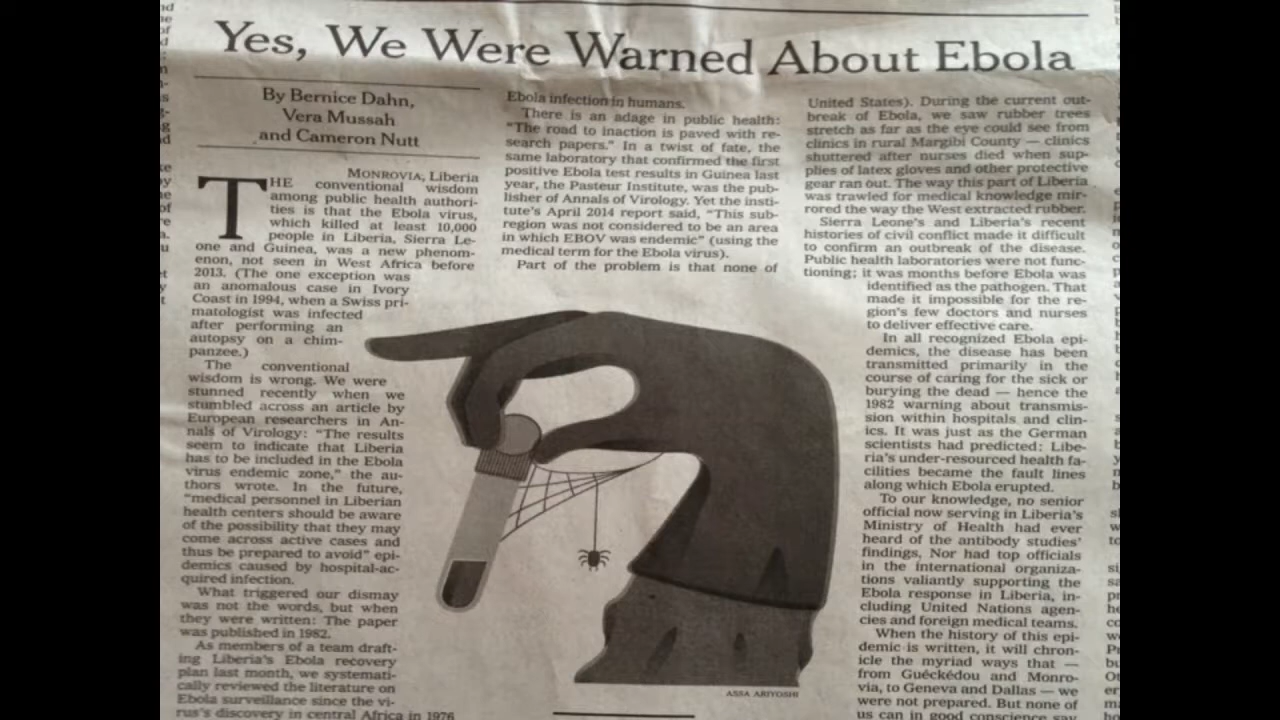 Yes, We Were Warned About Ebola
By Bernice Dahn,
Vera Mussah
and Cameron Nutt
MONROVIA, Liberia
THE conventional wisdom
among public health authori-
ties is that the Ebola virus,
which killed at least 10,000
people in Liberia, Sierra Le-
one and Guinea, was a new phenom-
enon, not seen in West Africa before
2013. (The one exception was
an anomalous case in Ivory
Coast in 1994, when a Swiss pri-
matologist was infected
after performing an
autopsy on a chim-
panzee.)
The conventional
wisdom is wrong. We were
stunned recently when we
stumbled across an article by
European researchers in An-
nals of Virology: “The results
seem to indicate that Liberia
has to be included in the Ebola
virus endemic zone,” the au-
thors wrote. In the future,
“medical personnel in Liberian
health centers should be aware
of the possibility that they may
come across active cases and
thus be prepared to avoid” epi-
demics caused by hospital-ac-
quired infection.
What triggered our dismay
was not the words, but when
they were written: The paper
was published in 1982.
As members of a team draft-
ing Liberia’s Ebola recovery
plan last month, we systemati-
cally reviewed the literature on
Ebola surveillance since the vi-
rus’s discovery in central Africa in 1976
Ebola infection in humans.
There is an adage in public health:
“The road to inaction is paved with re-
search papers.” In a twist of fate, the
same laboratory that confirmed the first
positive Ebola test results in Guinea last
year, the Pasteur Institute, was the pub-
lisher of Annals of Virology. Yet the insti-
tute’s April 2014 report said, “This sub-
region was not considered to be an area
in which EBOV was endemic” (using the
medical term for the Ebola virus).
Part of the problem is that none of
ASSA ARIYOSHI
United States). During the current out-
break of Ebola, we saw rubber trees
stretch as far as the eye could see from
clinics in rural Margibi County — clinics
shuttered after nurses died when sup-
plies of latex gloves and other protective
gear ran out. The way this part of Liberia
was trawled for medical knowledge mir-
rored the way the West extracted rubber.
Sierra Leone’s and Liberia’s recent
histories of civil conflict made it difficult
to confirm an outbreak of the disease.
Public health laboratories were not func-
tioning; it was months before Ebola was
identified as the pathogen. That
made it impossible for the re-
gion’s few doctors and nurses
to deliver effective care.
In all recognized Ebola epi-
demics, the disease has been
transmitted primarily in the
course of caring for the sick or
burying the dead — hence the
1982 warning about transmis-
sion within hospitals and clin-
ics. It was just as the German
scientists had predicted: Libe-
ria’s under-resourced health fa-
cilities became the fault lines
along which Ebola erupted.
To our knowledge, no senior
official now serving in Liberia’s
Ministry of Health had ever
heard of the antibody studies’
findings. Nor had top officials
in the international organiza-
tions valiantly supporting the
Ebola response in Liberia, in-
cluding United Nations agen-
cies and foreign medical teams.
When the history of this epi-
demic is written, it will chron-
icle the myriad ways that —
from Guéckédou and Monro-
via, to Geneva and Dallas — we
were not prepared. But none of
us can in good conscience say